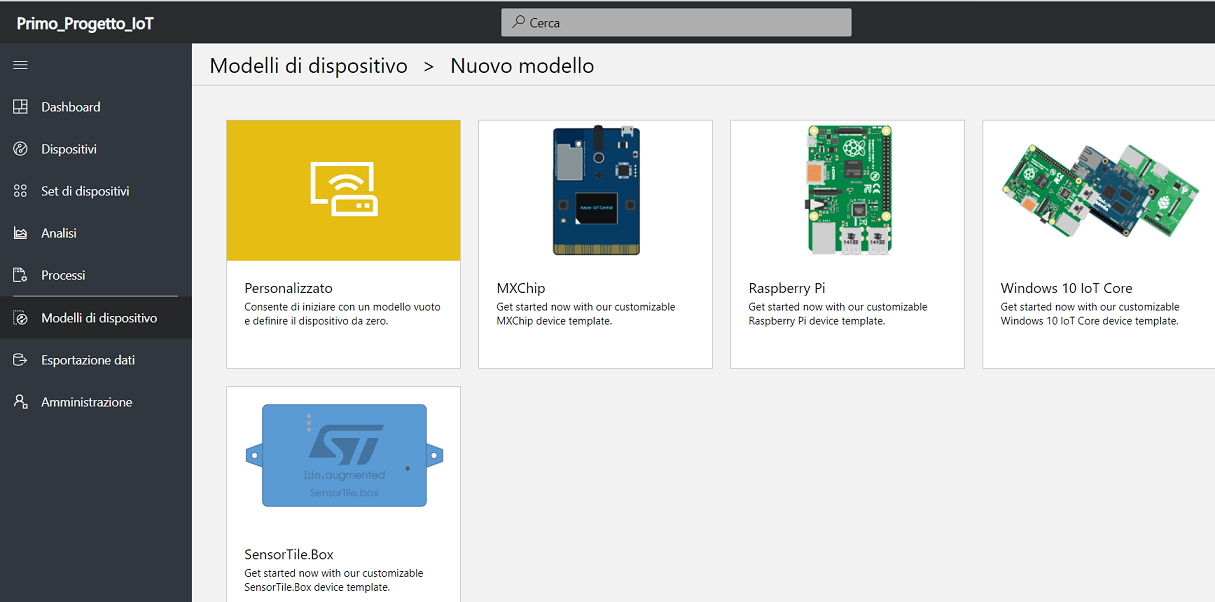 Primo_Progetto_IoT
Cerca
Modelli di dispositivo > Nuovo modello
Dashboard
Dispositivi
Set di dispositivi
Analisi
Processi
Modelli di dispositivo
Esportazione dati
Amministrazione
Personalizzato
Consente di iniziare con un modello vuoto
e definire il dispositivo da zero.
Azure IoT Central
MXChip
Get started now with our customizable
MXChip device template.
14122
14122
Raspberry Pi
Get started now with our customizable
Raspberry Pi device template.
Windows 10 IoT Core
Get started now with our customizable
Windows 10 IoT Core device template.
ST
life.augmented
SensorTile.box
SensorTile.Box
Get started now with our customizable
SensorTile.Box device template.